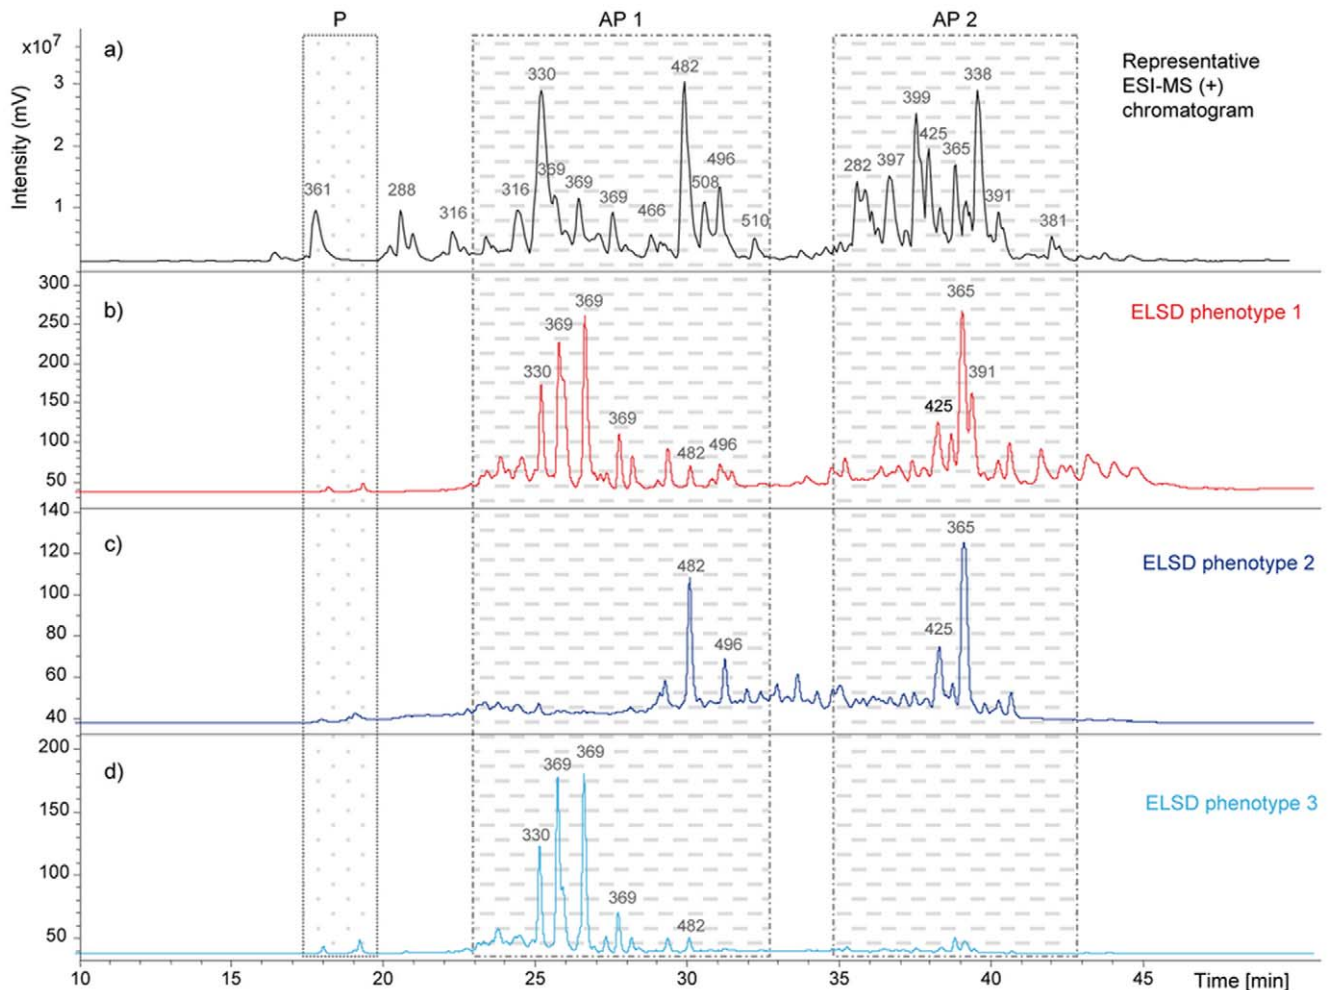 P AP 1 AP 2
x10⁷
a)
Representative
ESI-MS (+)
chromatogram
Intensity (mV)
3
2
1
361 288 316 316 330 369 369 369 466 482 508 496 510 282 397 399 425 365 338 391 381
b)
ELSD phenotype 1
300
250
200
150
100
50
330 369 369 369 482 496 425 365 391
c)
ELSD phenotype 2
140
120
100
80
60
40
482 496 425 365
d)
ELSD phenotype 3
200
150
100
50
330 369 369 369 482
10 15 20 25 30 35 40 45 Time [min]